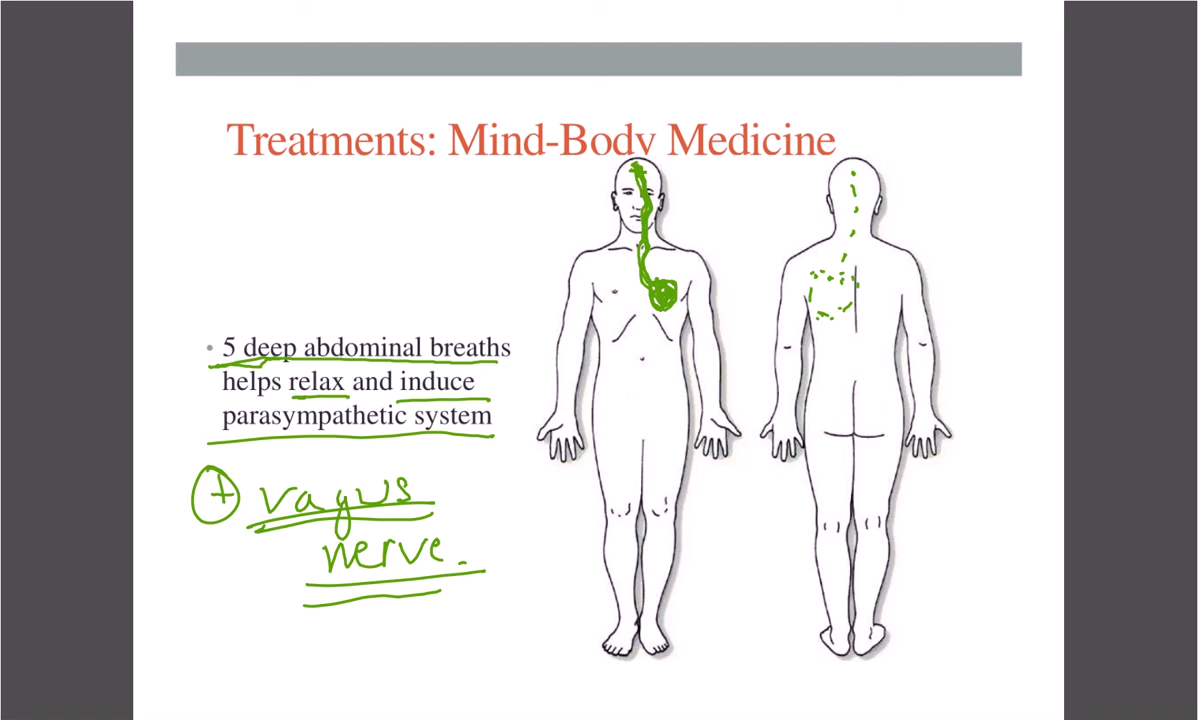 Treatments: Mind-Body Medicine
• 5 deep abdominal breaths
helps relax and induce
parasympathetic system
+ vagus
nerve.